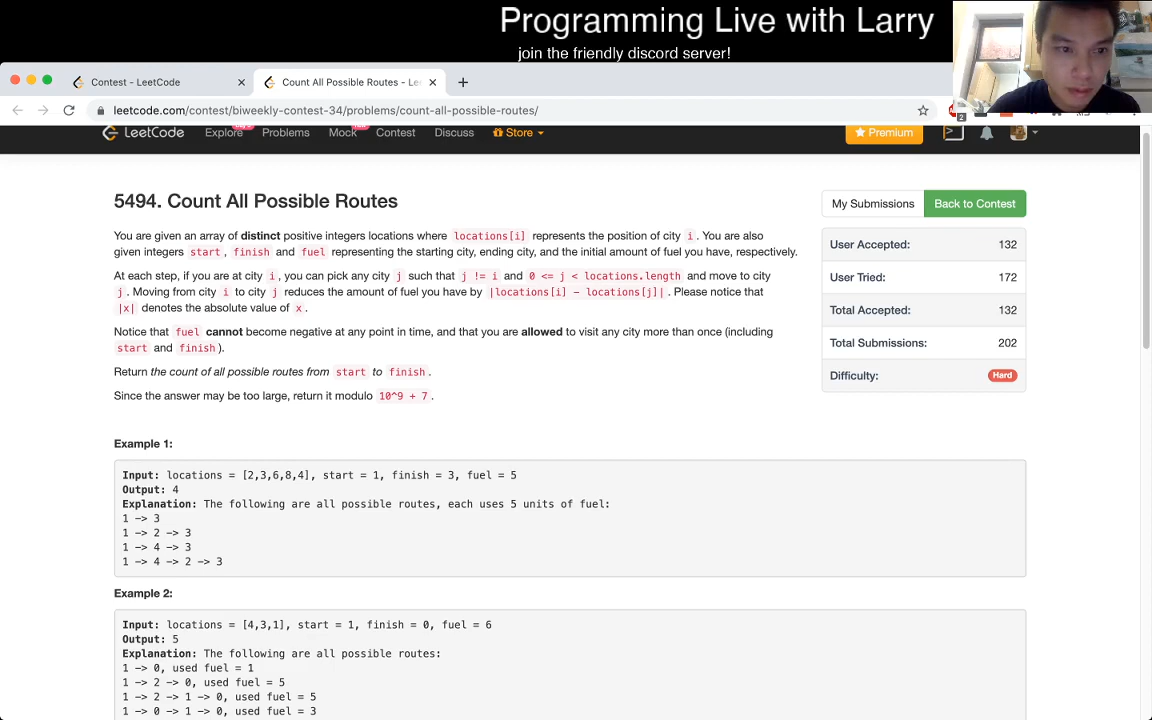 Programming Live with Larry
join the friendly discord server!
Contest - LeetCode
Count All Possible Routes - Le
leetcode.com/contest/biweekly-contest-34/problems/count-all-possible-routes/
2
LeetCode Explore Problems Mock Contest Discuss Store Premium
5494. Count All Possible Routes
My Submissions Back to Contest
You are given an array of distinct positive integers locations where locations[i] represents the position of city i. You are also
given integers start, finish and fuel representing the starting city, ending city, and the initial amount of fuel you have, respectively.
At each step, if you are at city i, you can pick any city j such that j != i and 0 <= j < locations.length and move to city
j. Moving from city i to city j reduces the amount of fuel you have by |locations[i] - locations[j]|. Please notice that
|x| denotes the absolute value of x.
Notice that fuel cannot become negative at any point in time, and that you are allowed to visit any city more than once (including
start and finish).
Return the count of all possible routes from start to finish.
Since the answer may be too large, return it modulo 10^9 + 7.
User Accepted: 132
User Tried: 172
Total Accepted: 132
Total Submissions: 202
Difficulty: Hard
Example 1:
Input: locations = [2,3,6,8,4], start = 1, finish = 3, fuel = 5
Output: 4
Explanation: The following are all possible routes, each uses 5 units of fuel:
1 -> 3
1 -> 2 -> 3
1 -> 4 -> 3
1 -> 4 -> 2 -> 3
Example 2:
Input: locations = [4,3,1], start = 1, finish = 0, fuel = 6
Output: 5
Explanation: The following are all possible routes:
1 -> 0, used fuel = 1
1 -> 2 -> 0, used fuel = 5
1 -> 2 -> 1 -> 0, used fuel = 5
1 -> 0 -> 1 -> 0, used fuel = 3